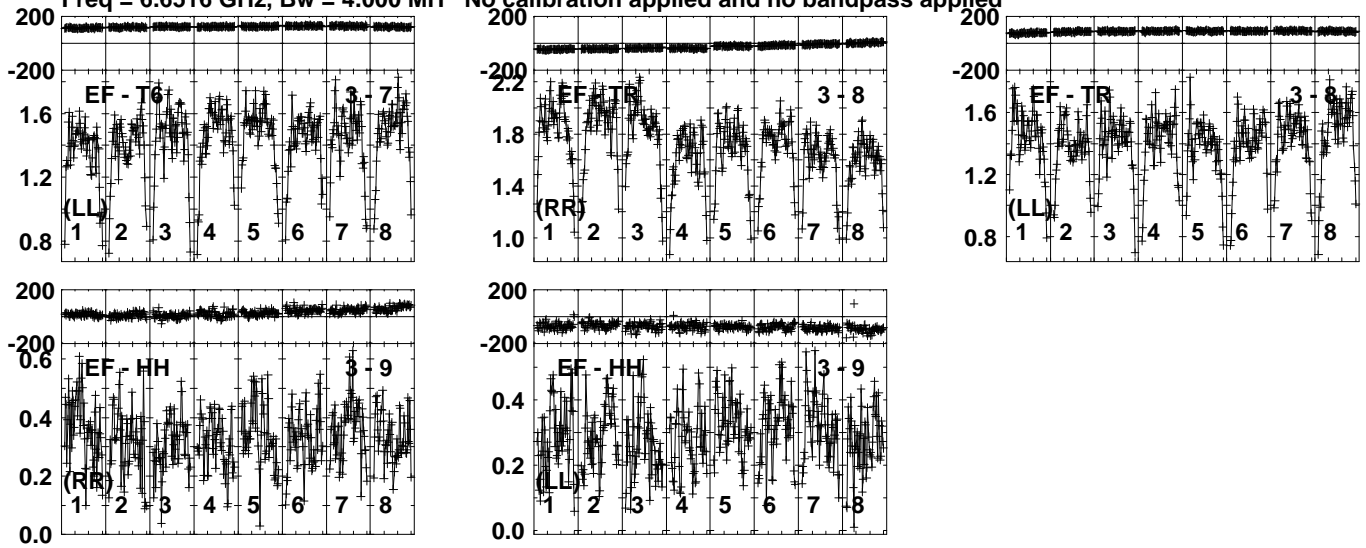 Freq = 6.6516 GHz, Bw = 4.000 MH No calibration applied and no bandpass applied
200
-200
EF - T6 3 - 7
1.6
1.2
0.8
(LL)
1 2 3 4 5 6 7 8
200
-200
2.2
EF - TR 3 - 8
1.8
1.4
1.0
(RR)
1 2 3 4 5 6 7 8
200
-200
EF - TR 3 - 8
1.6
1.2
0.8
(LL)
1 2 3 4 5 6 7 8
200
-200
0.6
EF - HH 3 - 9
0.4
0.2
0.0
(RR)
1 2 3 4 5 6 7 8
200
-200
EF - HH 3 - 9
0.4
0.2
0.0
(LL)
1 2 3 4 5 6 7 8